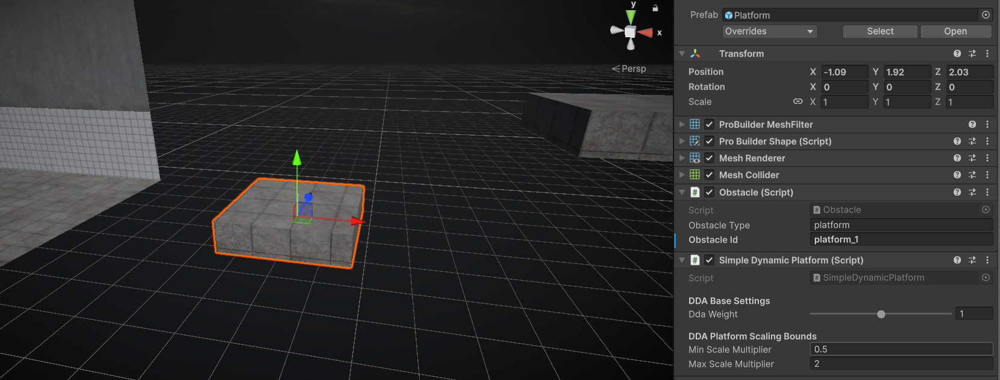 y
x
Persp
Prefab Platform
Overrides Select Open
Transform
Position X -1.09 Y 1.92 Z 2.03
Rotation X 0 Y 0 Z 0
Scale X 1 Y 1 Z 1
ProBuilder MeshFilter
Pro Builder Shape (Script)
Mesh Renderer
Mesh Collider
# Obstacle (Script)
Script # Obstacle
Obstacle Type platform
Obstacle Id platform_1
# Simple Dynamic Platform (Script)
Script # SimpleDynamicPlatform
DDA Base Settings
Dda Weight 1
DDA Platform Scaling Bounds
Min Scale Multiplier 0.5
Max Scale Multiplier 2